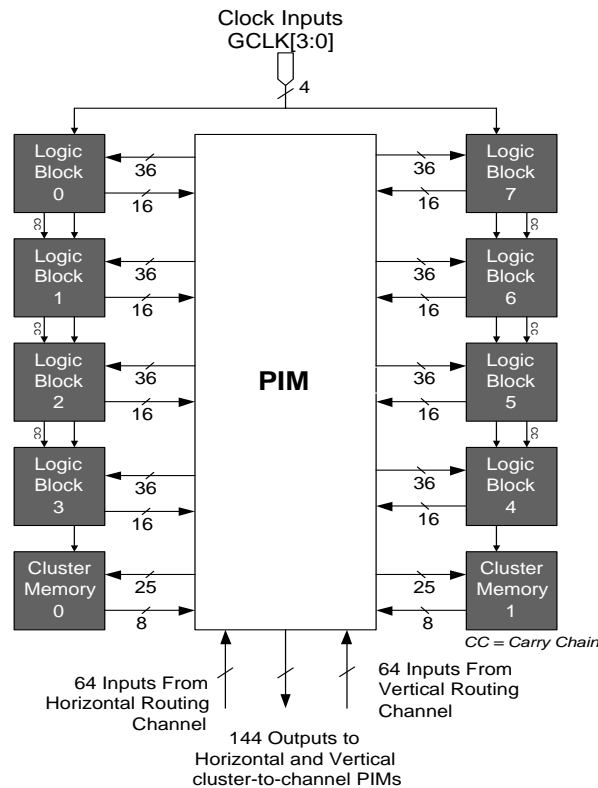 Clock Inputs
GCLK[3:0]
4
Logic
Block
0
36
16
CC
Logic
Block
1
36
16
CC
Logic
Block
2
36
16
CC
Logic
Block
3
36
16
Cluster
Memory
0
25
8
PIM
Logic
Block
7
36
16
CC
Logic
Block
6
36
16
CC
Logic
Block
5
36
16
CC
Logic
Block
4
36
16
Cluster
Memory
1
25
8
CC = Carry Chain
64 Inputs From
Horizontal Routing
Channel
64 Inputs From
Vertical Routing
Channel
144 Outputs to
Horizontal and Vertical
cluster-to-channel PIMs